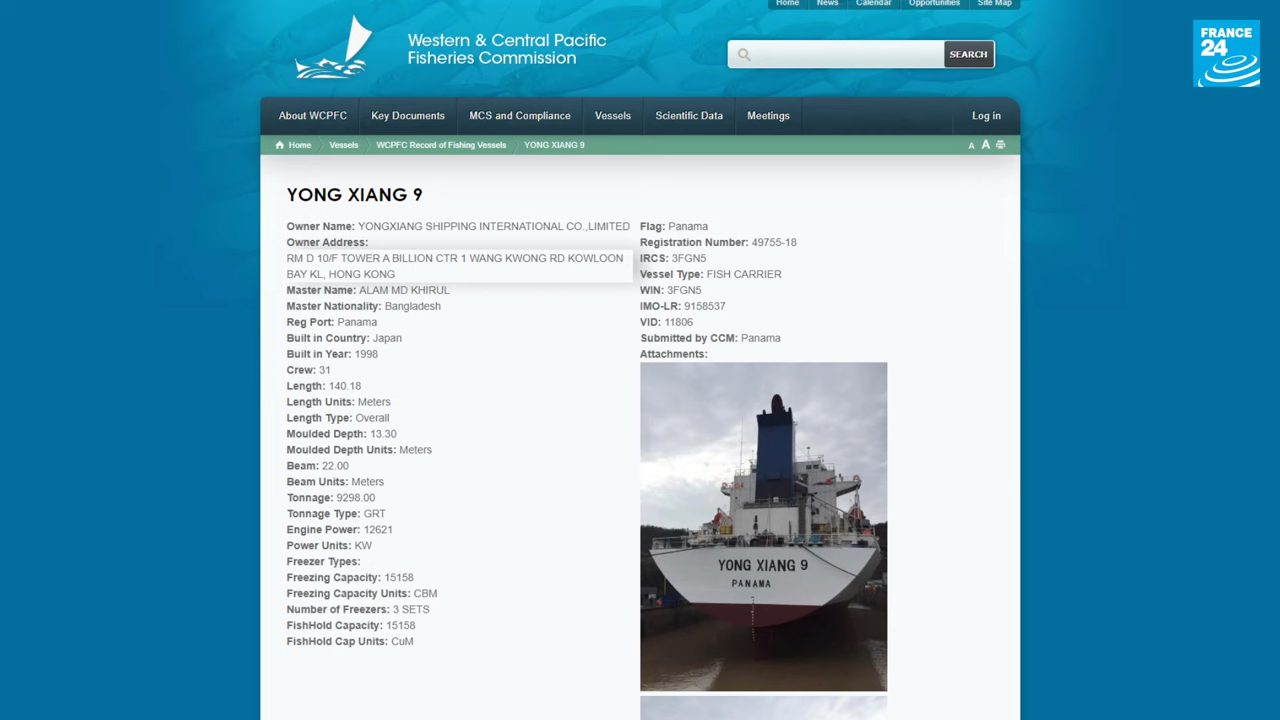 Home News Calendar Opportunities Site Map
Western & Central Pacific
Fisheries Commission
SEARCH
FRANCE
24
About WCPFC Key Documents MCS and Compliance Vessels Scientific Data Meetings Log in
Home Vessels WCPFC Record of Fishing Vessels YONG XIANG 9 A A
YONG XIANG 9
Owner Name: YONGXIANG SHIPPING INTERNATIONAL CO.,LIMITED
Owner Address:
RM D 10/F TOWER A BILLION CTR 1 WANG KWONG RD KOWLOON
BAY KL, HONG KONG
Master Name: ALAM MD KHIRUL
Master Nationality: Bangladesh
Reg Port: Panama
Built in Country: Japan
Built in Year: 1998
Crew: 31
Length: 140.18
Length Units: Meters
Length Type: Overall
Moulded Depth: 13.30
Moulded Depth Units: Meters
Beam: 22.00
Beam Units: Meters
Tonnage: 9298.00
Tonnage Type: GRT
Engine Power: 12621
Power Units: KW
Freezer Types:
Freezing Capacity: 15158
Freezing Capacity Units: CBM
Number of Freezers: 3 SETS
FishHold Capacity: 15158
FishHold Cap Units: CuM
Flag: Panama
Registration Number: 49755-18
IRCS: 3FGN5
Vessel Type: FISH CARRIER
WIN: 3FGN5
IMO-LR: 9158537
VID: 11806
Submitted by CCM: Panama
Attachments:
YONG XIANG 9
PANAMA